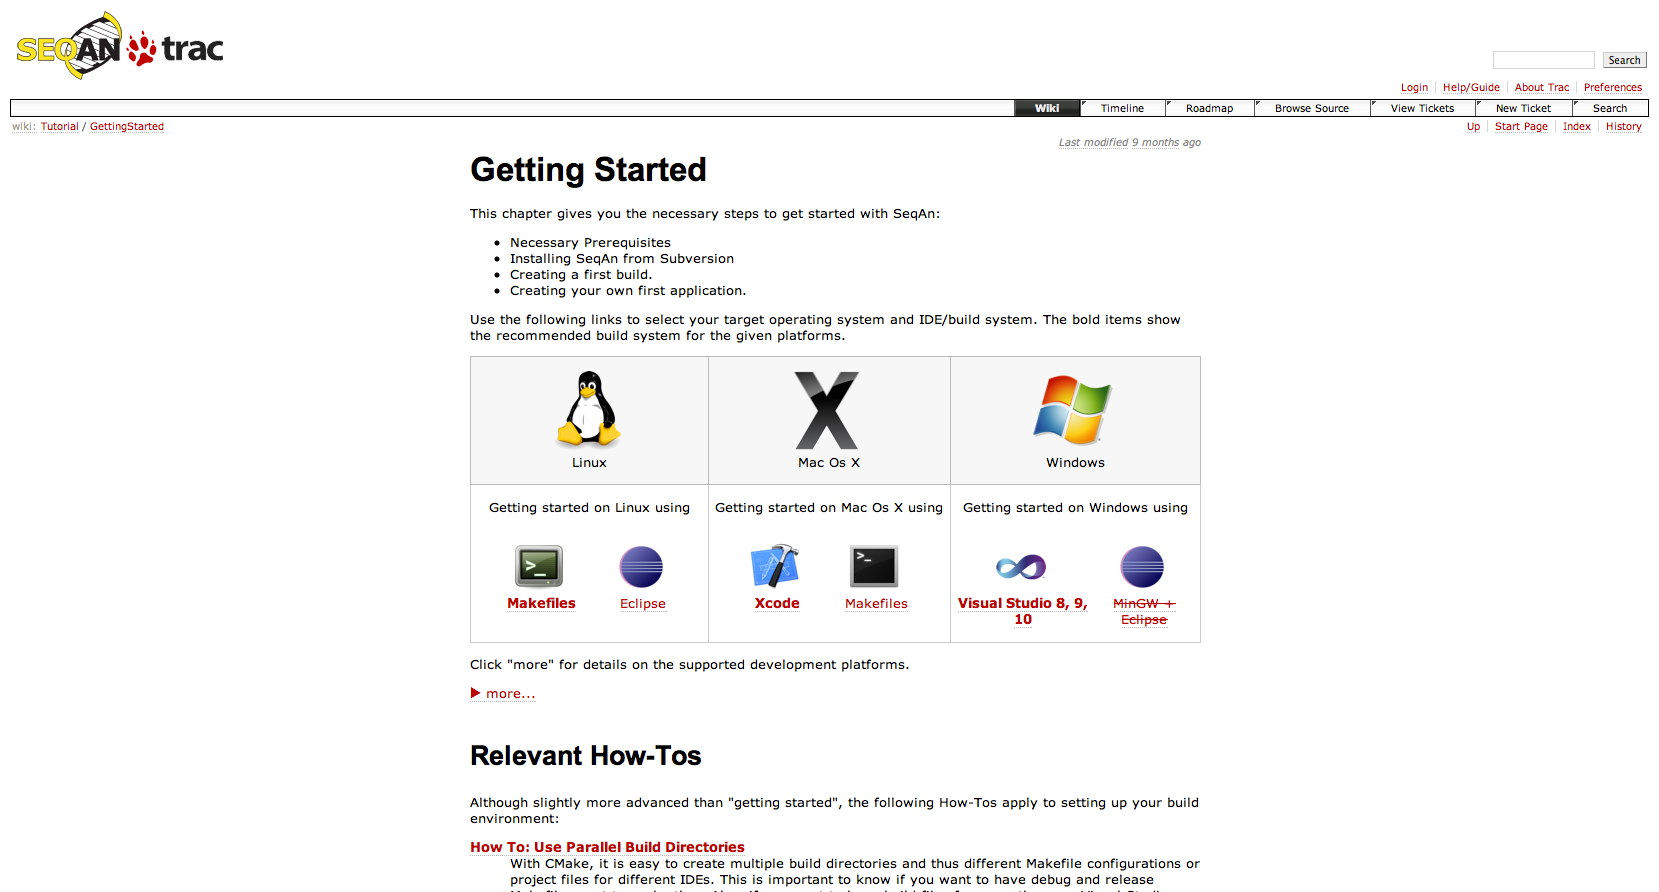 SEQAN trac
Search
Login Help/Guide About Trac Preferences
Wiki Timeline Roadmap Browse Source View Tickets New Ticket Search
wiki: Tutorial / GettingStarted
Up Start Page Index History
Last modified 9 months ago
Getting Started
This chapter gives you the necessary steps to get started with SeqAn:
• Necessary Prerequisites
• Installing SeqAn from Subversion
• Creating a first build.
• Creating your own first application.
Use the following links to select your target operating system and IDE/build system. The bold items show
the recommended build system for the given platforms.
Linux
Mac Os X
Windows
Getting started on Linux using
Getting started on Mac Os X using
Getting started on Windows using
Makefiles
Eclipse
Xcode
Makefiles
Visual Studio 8, 9,
10
MinGW +
Eclipse
Click "more" for details on the supported development platforms.
more...
Relevant How-Tos
Although slightly more advanced than "getting started", the following How-Tos apply to setting up your build
environment:
How To: Use Parallel Build Directories
With CMake, it is easy to create multiple build directories and thus different Makefile configurations or
project files for different IDEs. This is important to know if you want to have debug and release